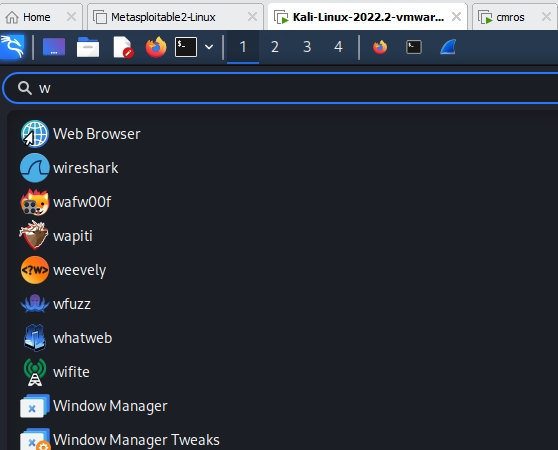 Home Metasploitable2-Linux Kali-Linux-2022.2-vmwar... cmros
$_ 1 2 3 4 $_
w
Web Browser
wireshark
wafw00f
wapiti
<?w> weevely
wfuzz
whatweb
wifite
Window Manager
Window Manager Tweaks